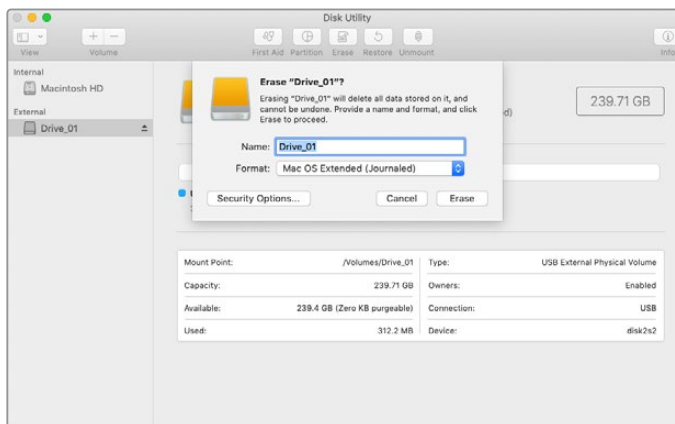 Disk Utility
View
Volume
First Aid Partition Erase Restore Unmount
Info
Internal
Macintosh HD
External
Drive_01
Erase “Drive_01”?
Erasing “Drive_01” will delete all data stored on it, and
cannot be undone. Provide a name and format, and click
Erase to proceed.
Name: Drive_01
Format: Mac OS Extended (Journaled)
Security Options... Cancel Erase
239.71 GB
Mount Point: /Volumes/Drive_01 Type: USB External Physical Volume
Capacity: 239.71 GB Owners: Enabled
Available: 239.4 GB (Zero KB purgeable) Connection: USB
Used: 312.2 MB Device: disk2s2